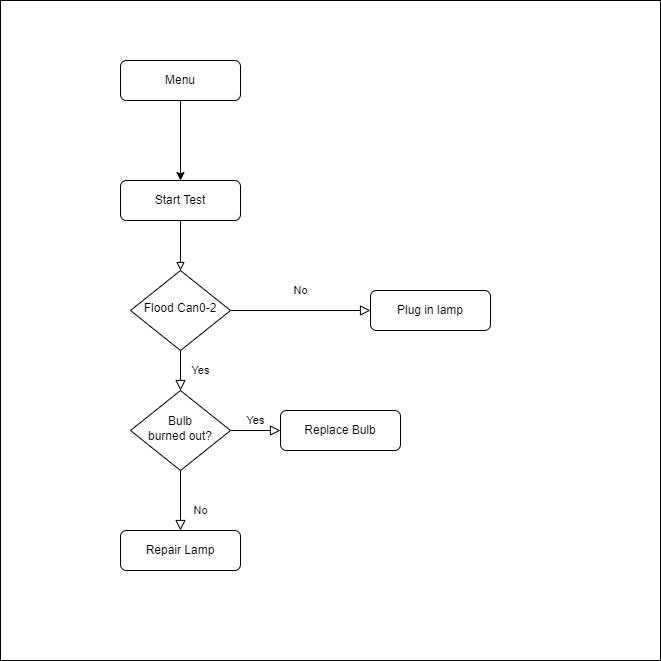 Menu
Start Test
Flood Can0-2
No
Plug in lamp
Yes
Bulb
burned out?
Yes
Replace Bulb
No
Repair Lamp